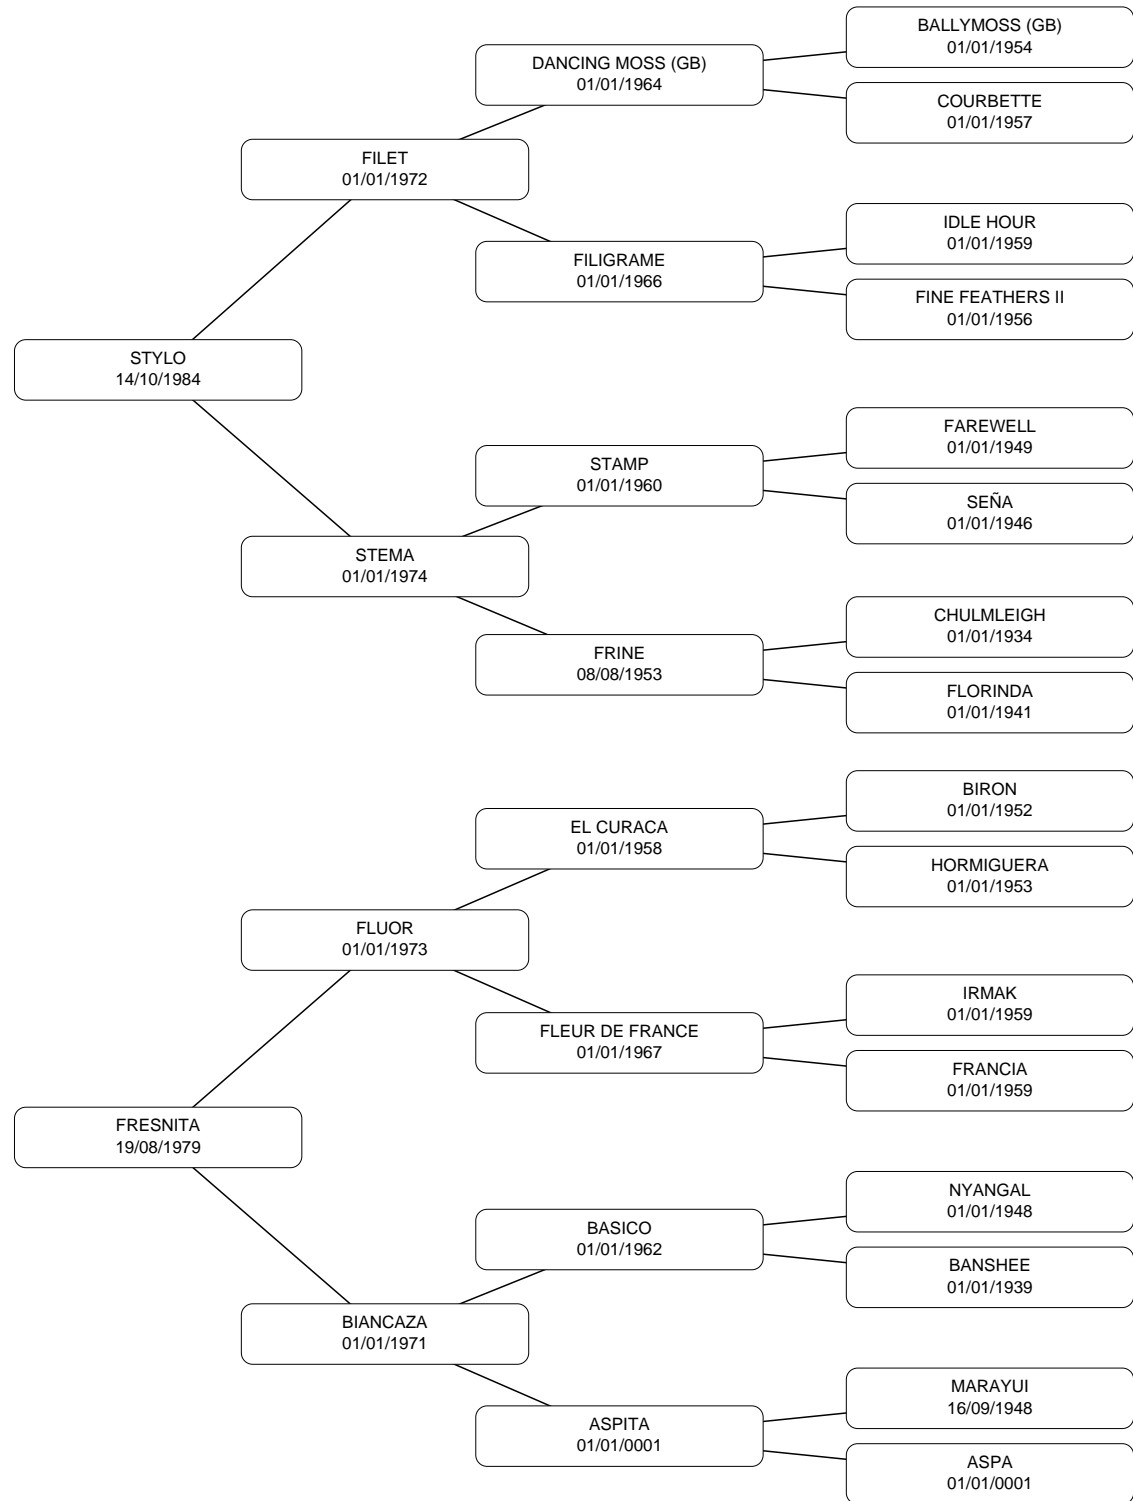 BALLYMOSS (GB)
01/01/1954
DANCING MOSS (GB)
01/01/1964
COURBETTE
01/01/1957
FILET
01/01/1972
IDLE HOUR
01/01/1959
FILIGRAME
01/01/1966
FINE FEATHERS II
01/01/1956
STYLO
14/10/1984
FAREWELL
01/01/1949
STAMP
01/01/1960
SEÑA
01/01/1946
STEMA
01/01/1974
CHULMLEIGH
01/01/1934
FRINE
08/08/1953
FLORINDA
01/01/1941
BIRON
01/01/1952
EL CURACA
01/01/1958
HORMIGUERA
01/01/1953
FLUOR
01/01/1973
IRMAK
01/01/1959
FLEUR DE FRANCE
01/01/1967
FRANCIA
01/01/1959
FRESNITA
19/08/1979
NYANGAL
01/01/1948
BASICO
01/01/1962
BANSHEE
01/01/1939
BIANCAZA
01/01/1971
MARAYUI
16/09/1948
ASPITA
01/01/0001
ASPA
01/01/0001